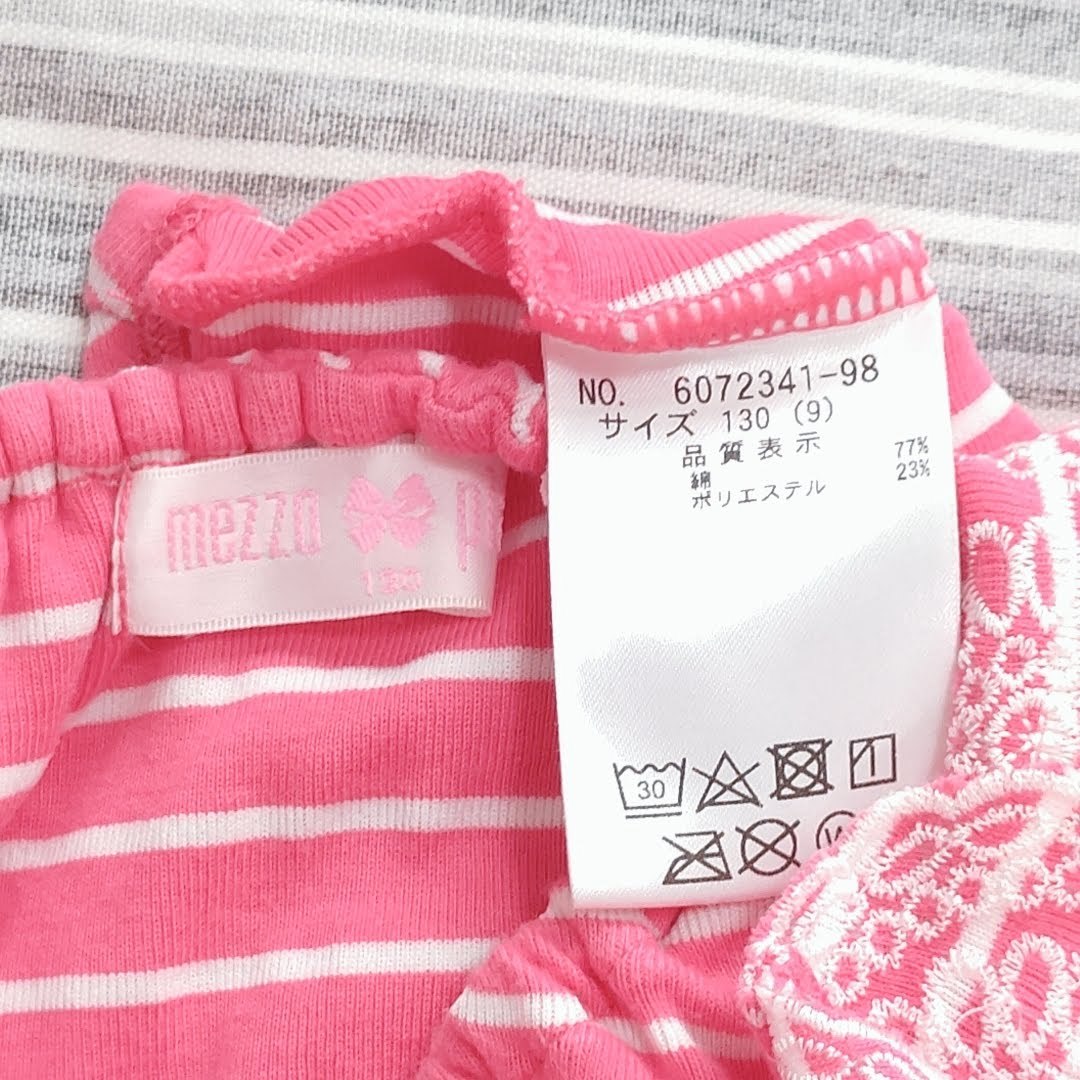 mezzo
130
NO. 6072341-98
サイズ 130 (9)
品質表示
綿 77%
ポリエステル 23%
30